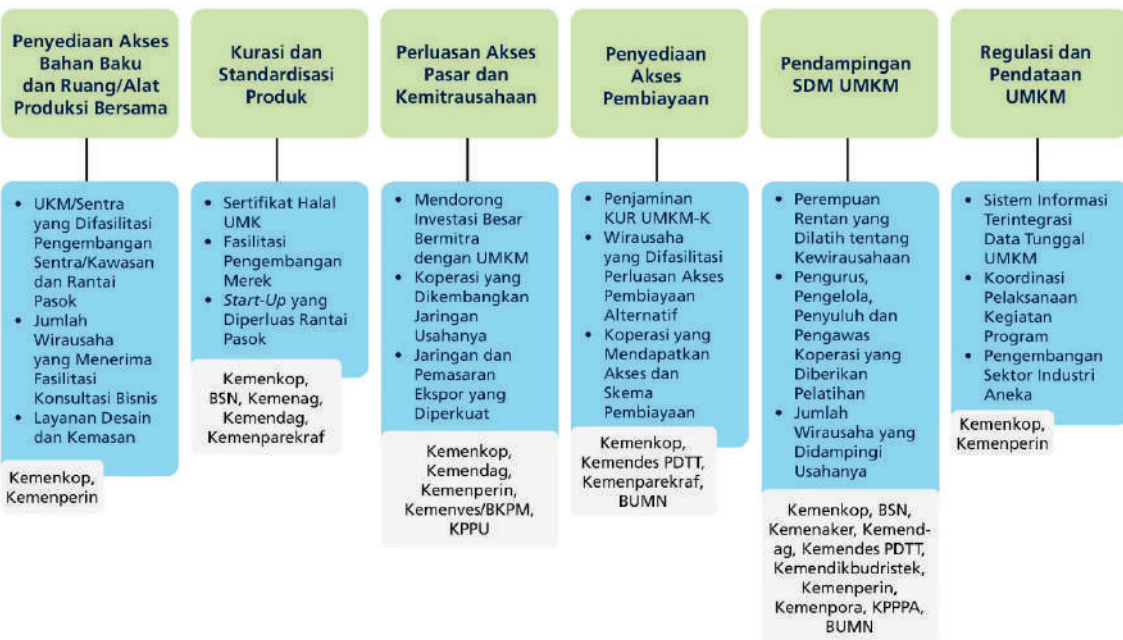 Penyediaan Akses
Bahan Baku
dan Ruang/Alat
Produksi Bersama
• UKM/Sentra
yang Difasilitasi
Pengembangan
Sentra/Kawasan
dan Rantai
Pasok
• Jumlah
Wirausaha
yang Menerima
Fasilitasi
Konsultasi Bisnis
• Layanan Desain
dan Kemasan
Kemenkop,
Kemenperin
Kurasi dan
Standardisasi
Produk
• Sertifikat Halal
UMK
• Fasilitasi
Pengembangan
Merek
• Start-Up yang
Diperluas Rantai
Pasok
Kemenkop,
BSN, Kemenag,
Kemendag,
Kemenparekraf
Perluasan Akses
Pasar dan
Kemitrausahaan
• Mendorong
Investasi Besar
Bermitra
dengan UMKM
• Koperasi yang
Dikembangkan
Jaringan
Usahanya
• Jaringan dan
Pemasaran
Ekspor yang
Diperkuat
Kemenkop,
Kemendag,
Kemenperin,
Kemenves/BKPM,
KPPU
Penyediaan
Akses
Pembiayaan
• Penjaminan
KUR UMKM-K
• Wirausaha
yang Difasilitasi
Perluasan Akses
Pembiayaan
Alternatif
• Koperasi yang
Mendapatkan
Akses dan
Skema
Pembiayaan
Kemenkop,
Kemendes PDTT,
Kemenparekraf,
BUMN
Pendampingan
SDM UMKM
• Perempuan
Rentan yang
Dilatih tentang
Kewirausahaan
• Pengurus,
Pengelola,
Penyuluh dan
Pengawas
Koperasi yang
Diberikan
Pelatihan
• Jumlah
Wirausaha yang
Didampingi
Usahanya
Kemenkop, BSN,
Kemenaker, Kemend-
ag, Kemendes PDTT,
Kemendikbudristek,
Kemenperin,
Kemenpora, KPPPA,
BUMN
Regulasi dan
Pendataan
UMKM
• Sistem Informasi
Terintegrasi
Data Tunggal
UMKM
• Koordinasi
Pelaksanaan
Kegiatan
Program
• Pengembangan
Sektor Industri
Aneka
Kemenkop,
Kemenperin